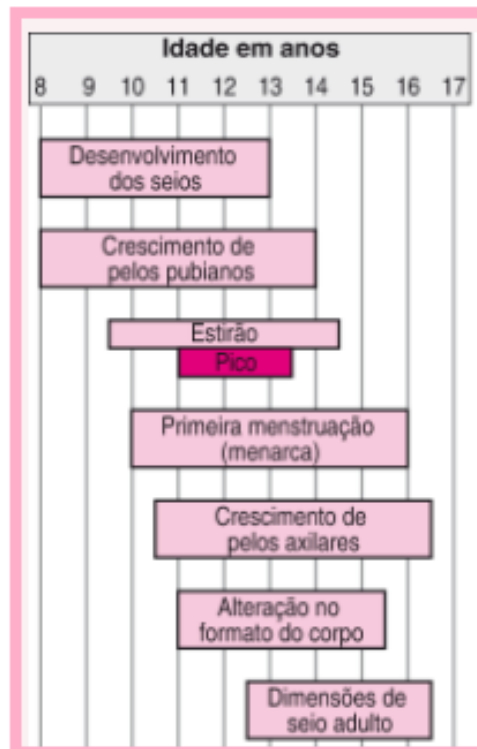 Idade em anos
8 9 10 11 12 13 14 15 16 17
Desenvolvimento
dos seios
Crescimento de
pelos pubianos
Estirão
Pico
Primeira menstruação
(menarca)
Crescimento de
pelos axilares
Alteração no
formato do corpo
Dimensões de
seio adulto